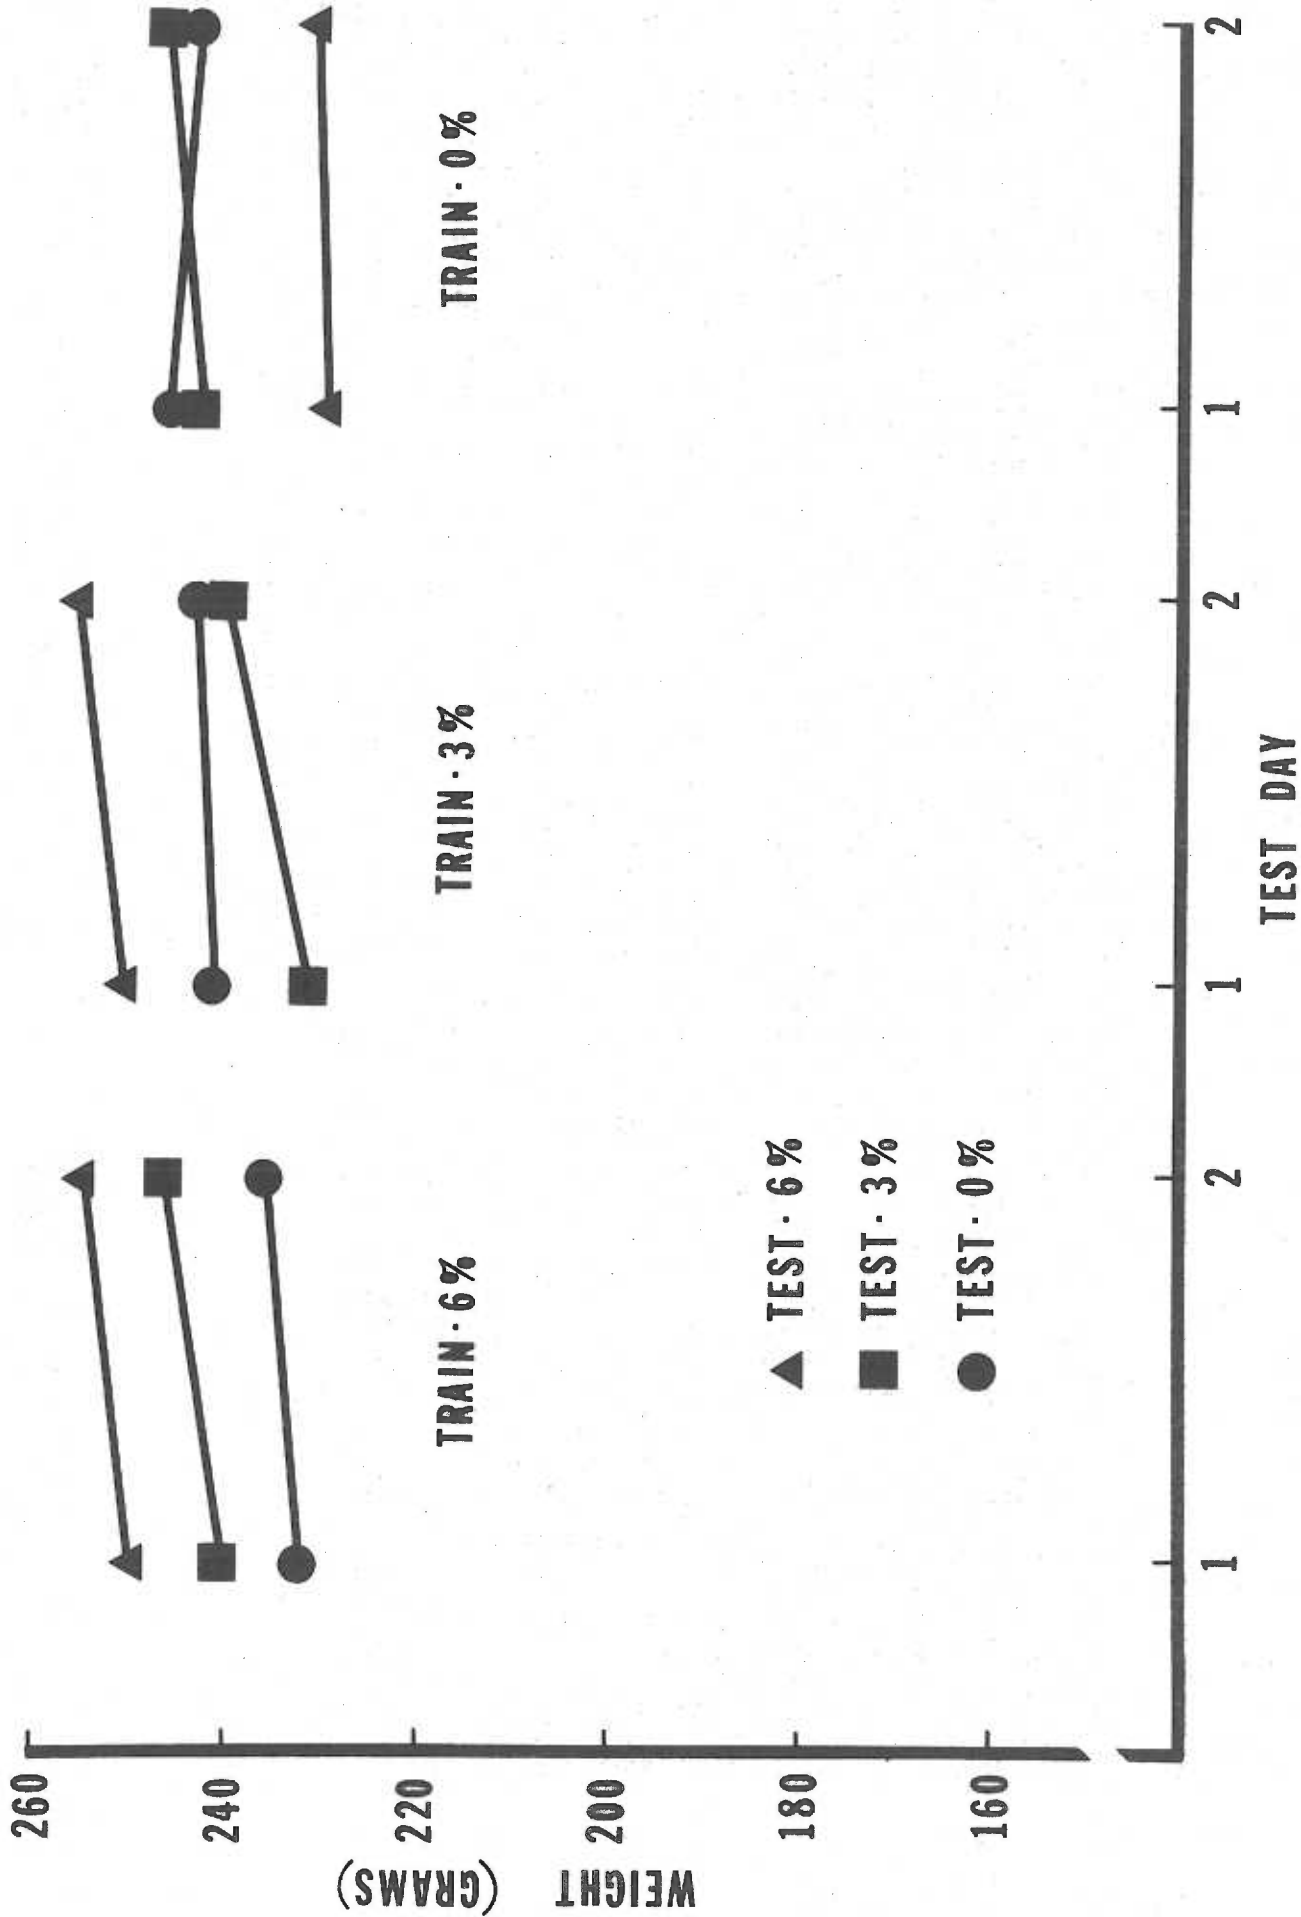 WEIGHT (GRAMS)
260
240
220
200
180
160
TRAIN·6%
TRAIN·3%
TRAIN·0%
▲ TEST·6%
■ TEST·3%
● TEST·0%
1 2 1 2 1 2
TEST DAY